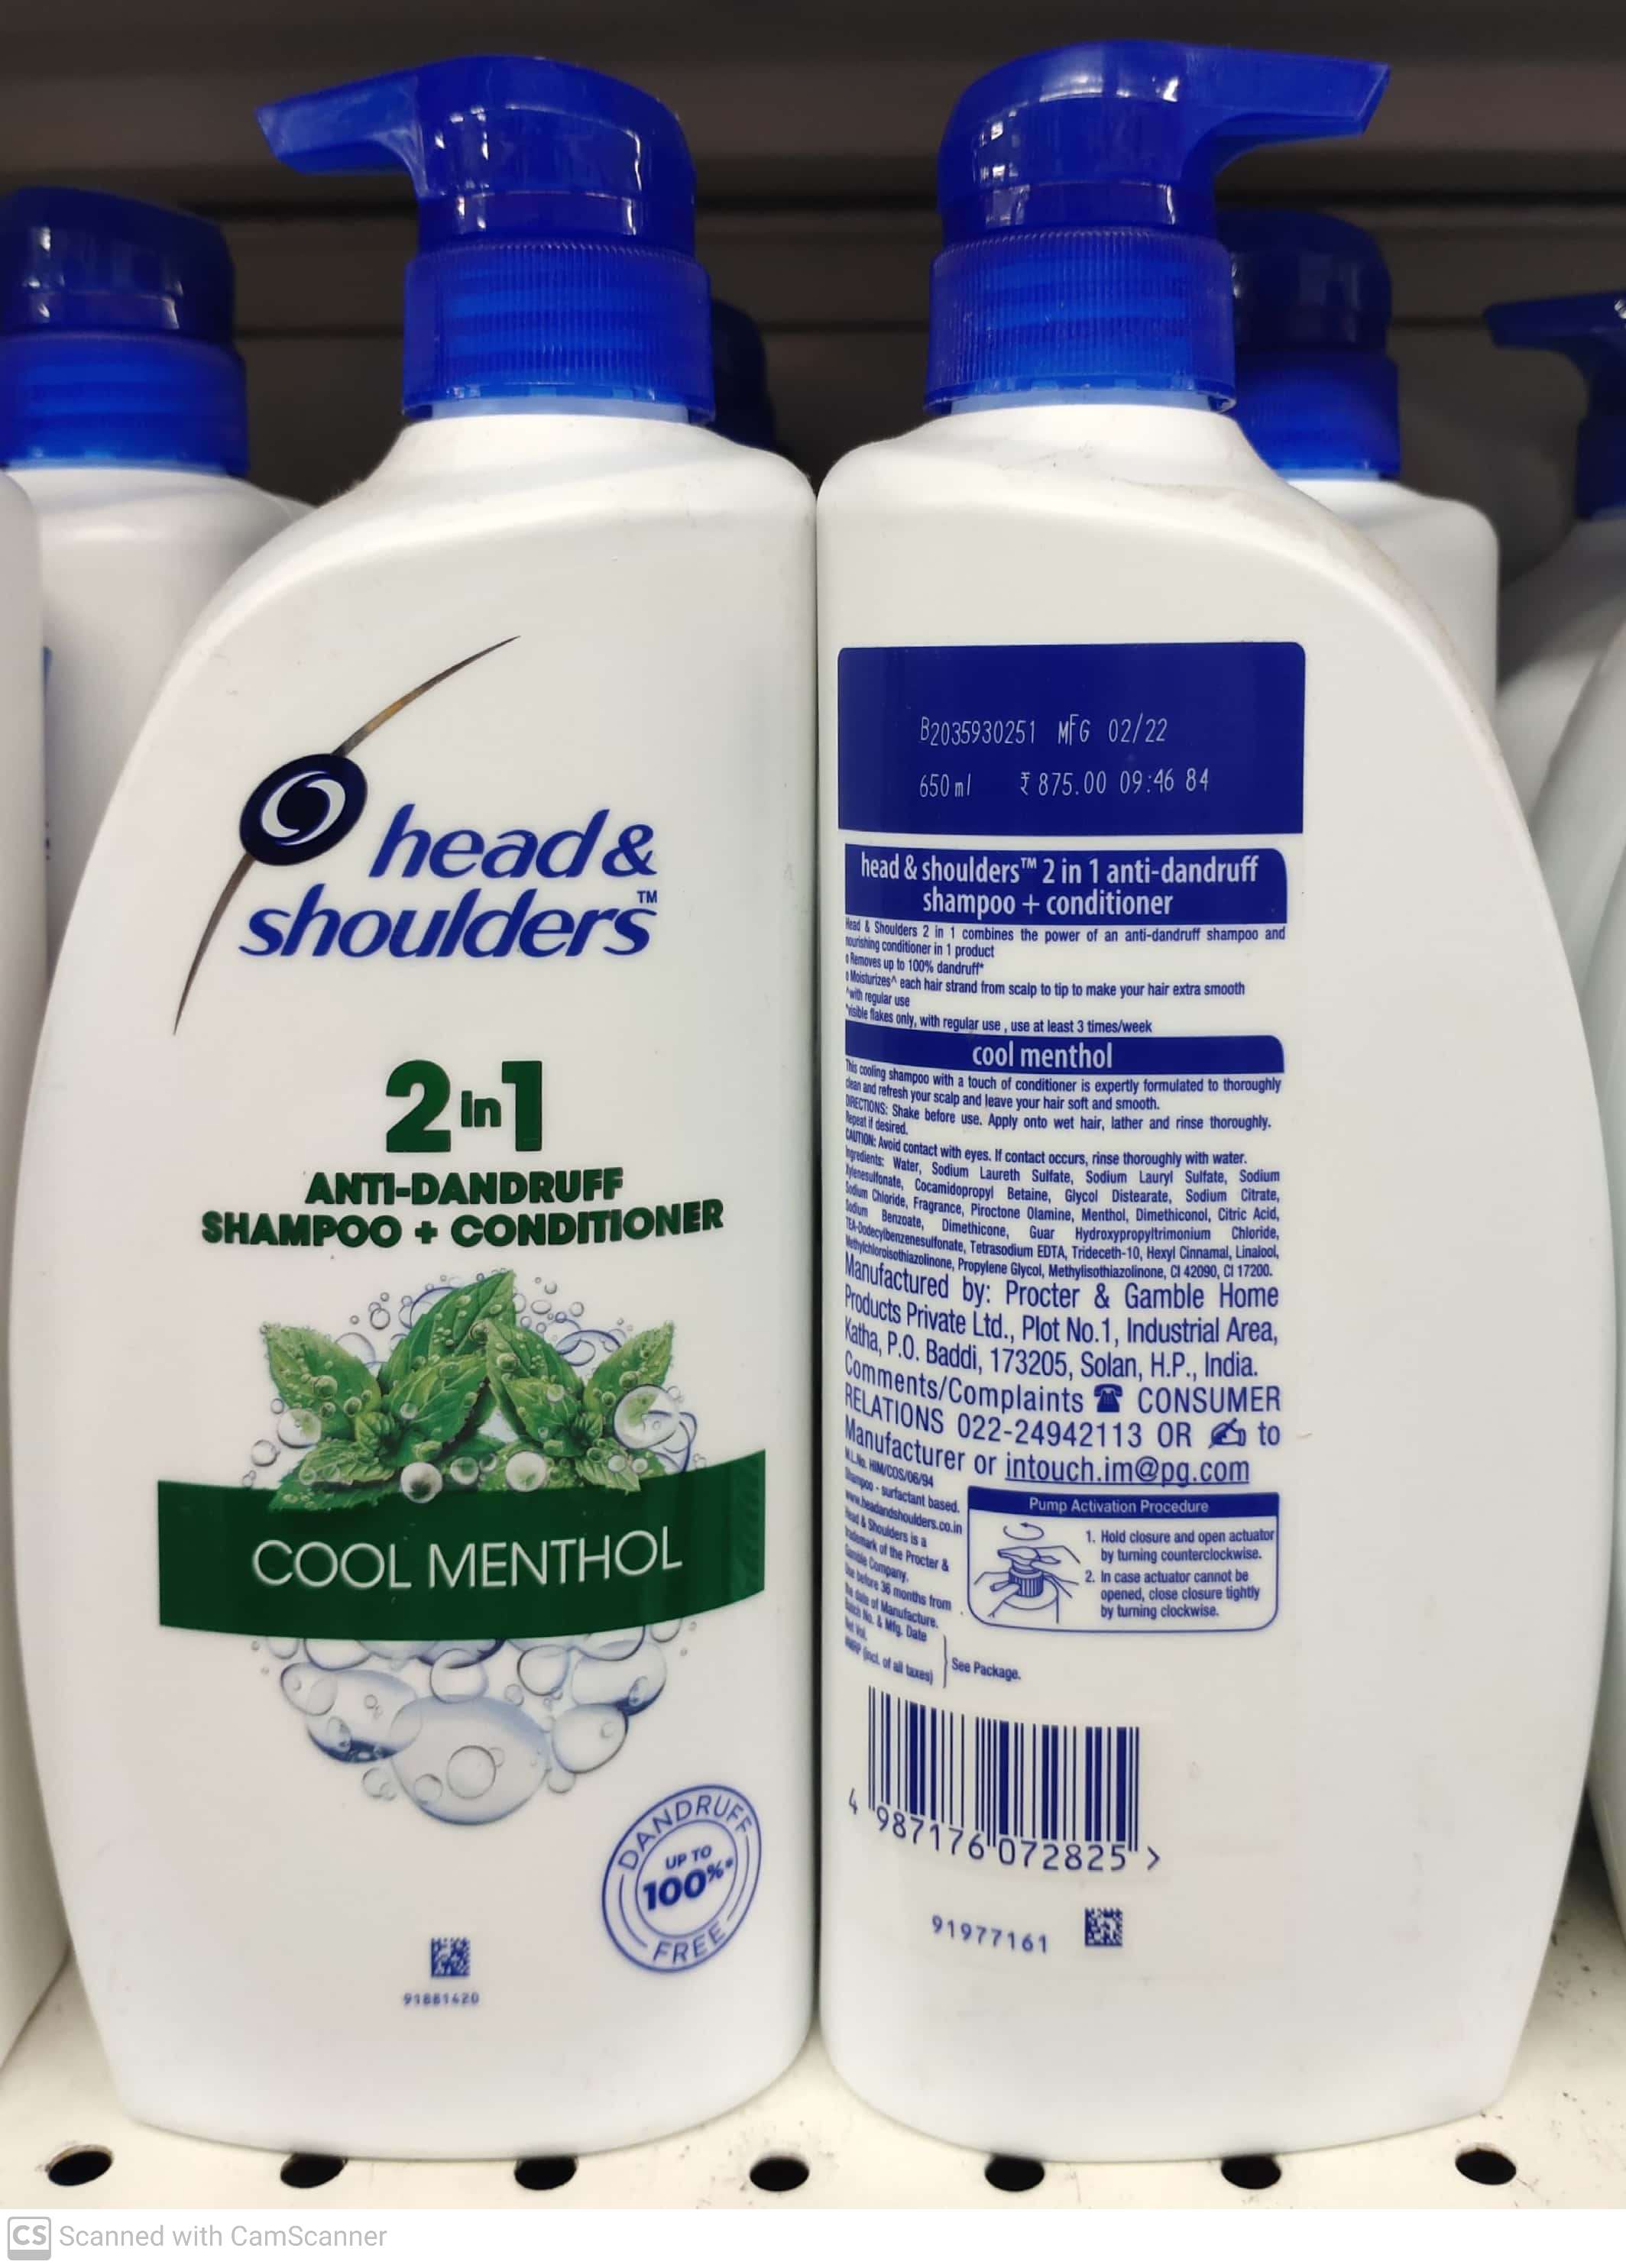 head &
shoulders™
2 in 1
ANTI-DANDRUFF
SHAMPOO + CONDITIONER
COOL MENTHOL
DANDRUFF
UP TO
100%*
FREE
91881420
B2035930251 MFG 02/22
650 ml ₹ 875.00 09:46 84
head & shoulders™ 2 in 1 anti-dandruff
shampoo + conditioner
Head & Shoulders 2 in 1 combines the power of an anti-dandruff shampoo and
nourishing conditioner in 1 product
Removes up to 100% dandruff*
Moisturizes^ each hair strand from scalp to tip to make your hair extra smooth
^with regular use
*visible flakes only, with regular use , use at least 3 times/week
cool menthol
This cooling shampoo with a touch of conditioner is expertly formulated to thoroughly
clean and refresh your scalp and leave your hair soft and smooth.
DIRECTIONS: Shake before use. Apply onto wet hair, lather and rinse thoroughly.
Repeat if desired.
CAUTION: Avoid contact with eyes. If contact occurs, rinse thoroughly with water.
Ingredients: Water, Sodium Laureth Sulfate, Sodium Lauryl Sulfate, Sodium
Xylenesulfonate, Cocamidopropyl Betaine, Glycol Distearate, Sodium Citrate,
Sodium Chloride, Fragrance, Piroctone Olamine, Menthol, Dimethiconol, Citric Acid,
Sodium Benzoate, Dimethicone, Guar Hydroxypropyltrimonium Chloride,
TEA-Dodecylbenzenesulfonate, Tetrasodium EDTA, Trideceth-10, Hexyl Cinnamal, Linalool,
Methylchloroisothiazolinone, Propylene Glycol, Methylisothiazolinone, CI 42090, CI 17200.
Manufactured by: Procter & Gamble Home
Products Private Ltd., Plot No.1, Industrial Area,
Katha, P.O. Baddi, 173205, Solan, H.P., India.
Comments/Complaints ☎ CONSUMER
RELATIONS 022-24942113 OR ✍ to
Manufacturer or intouch.im@pg.com
M.L.No. HIM/COS/06/94
Shampoo - surfactant based.
www.headandshoulders.co.in
Head & Shoulders is a
trademark of the Procter &
Gamble Company.
Use before 36 months from
the date of Manufacture.
Batch No. & Mfg. Date
Net Vol.
MRP (incl. of all taxes)
See Package.
Pump Activation Procedure
1. Hold closure and open actuator
by turning counterclockwise.
2. In case actuator cannot be
opened, close closure tightly
by turning clockwise.
4 987176 072825 >
91977161
CS Scanned with CamScanner